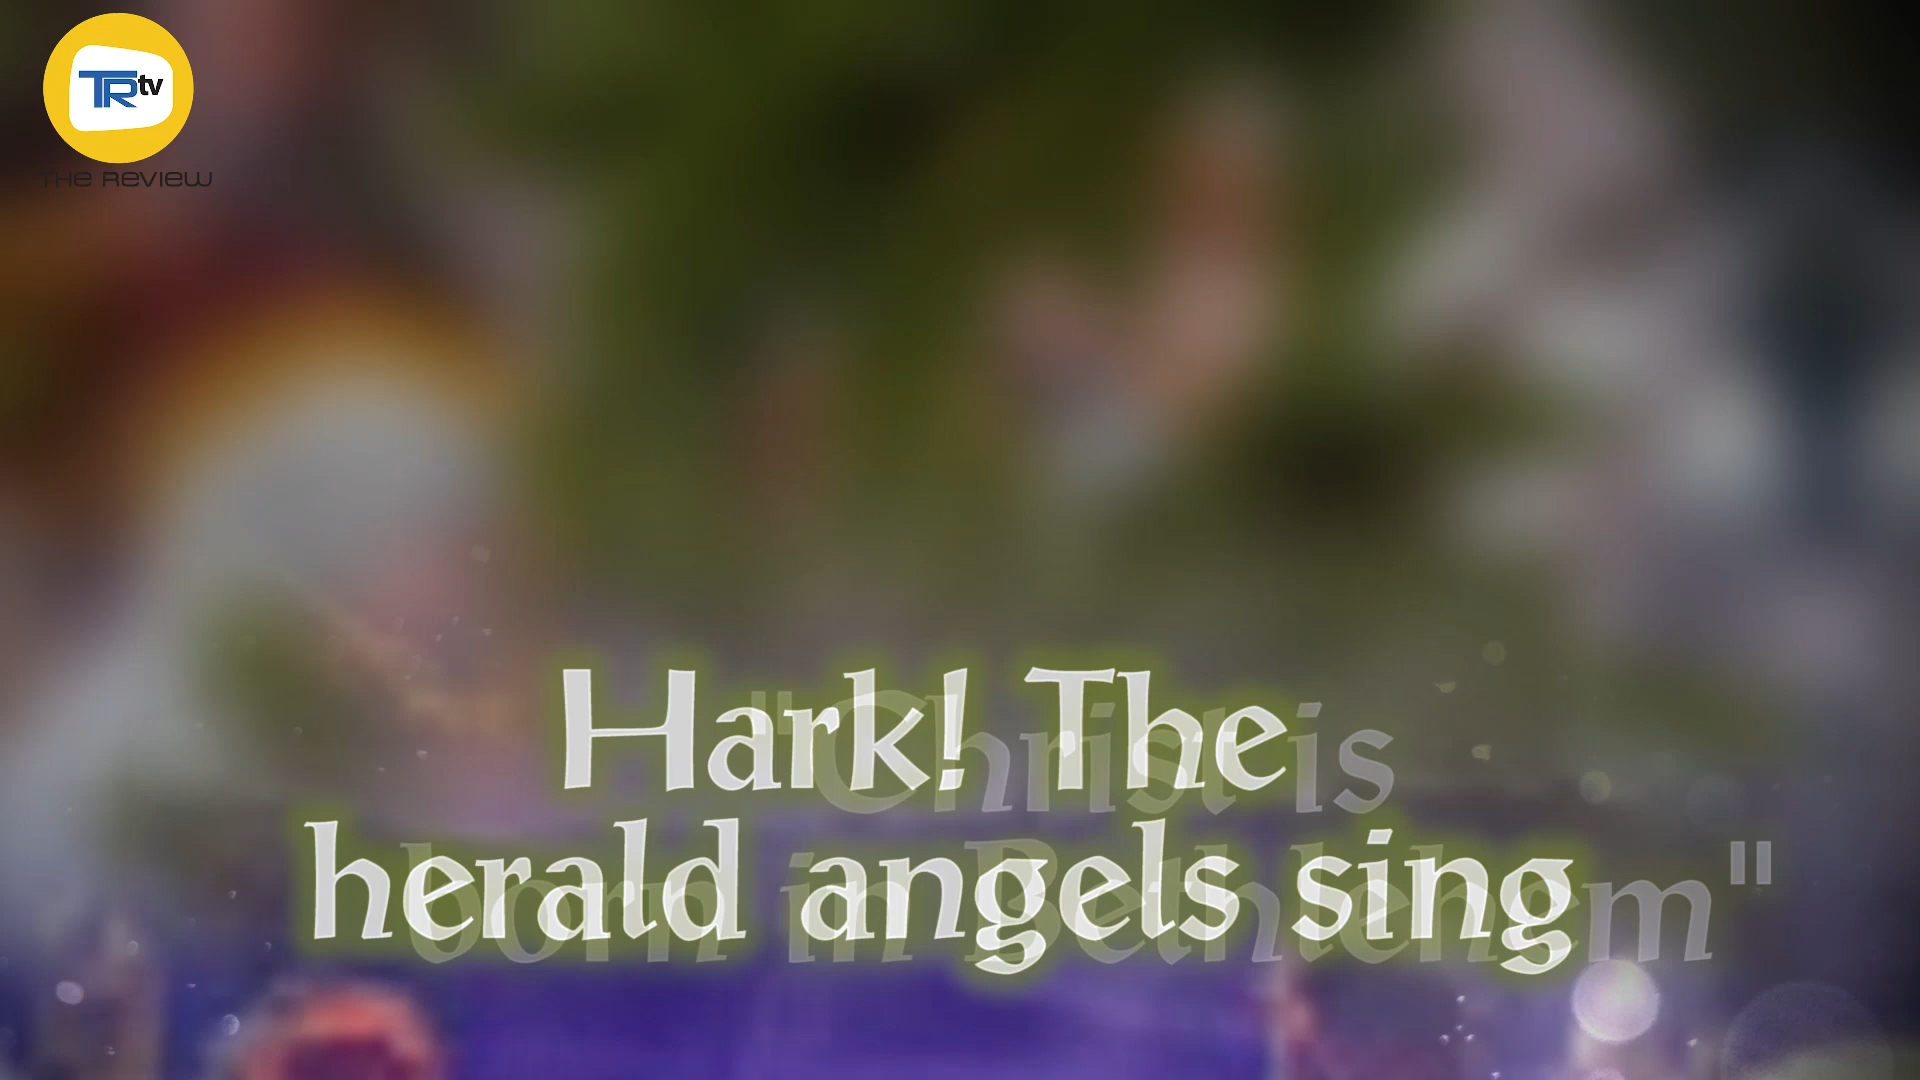 TRtv
THE REVIEW
Hark! The
herald angels sing
"Christ is
born in Bethlehem"